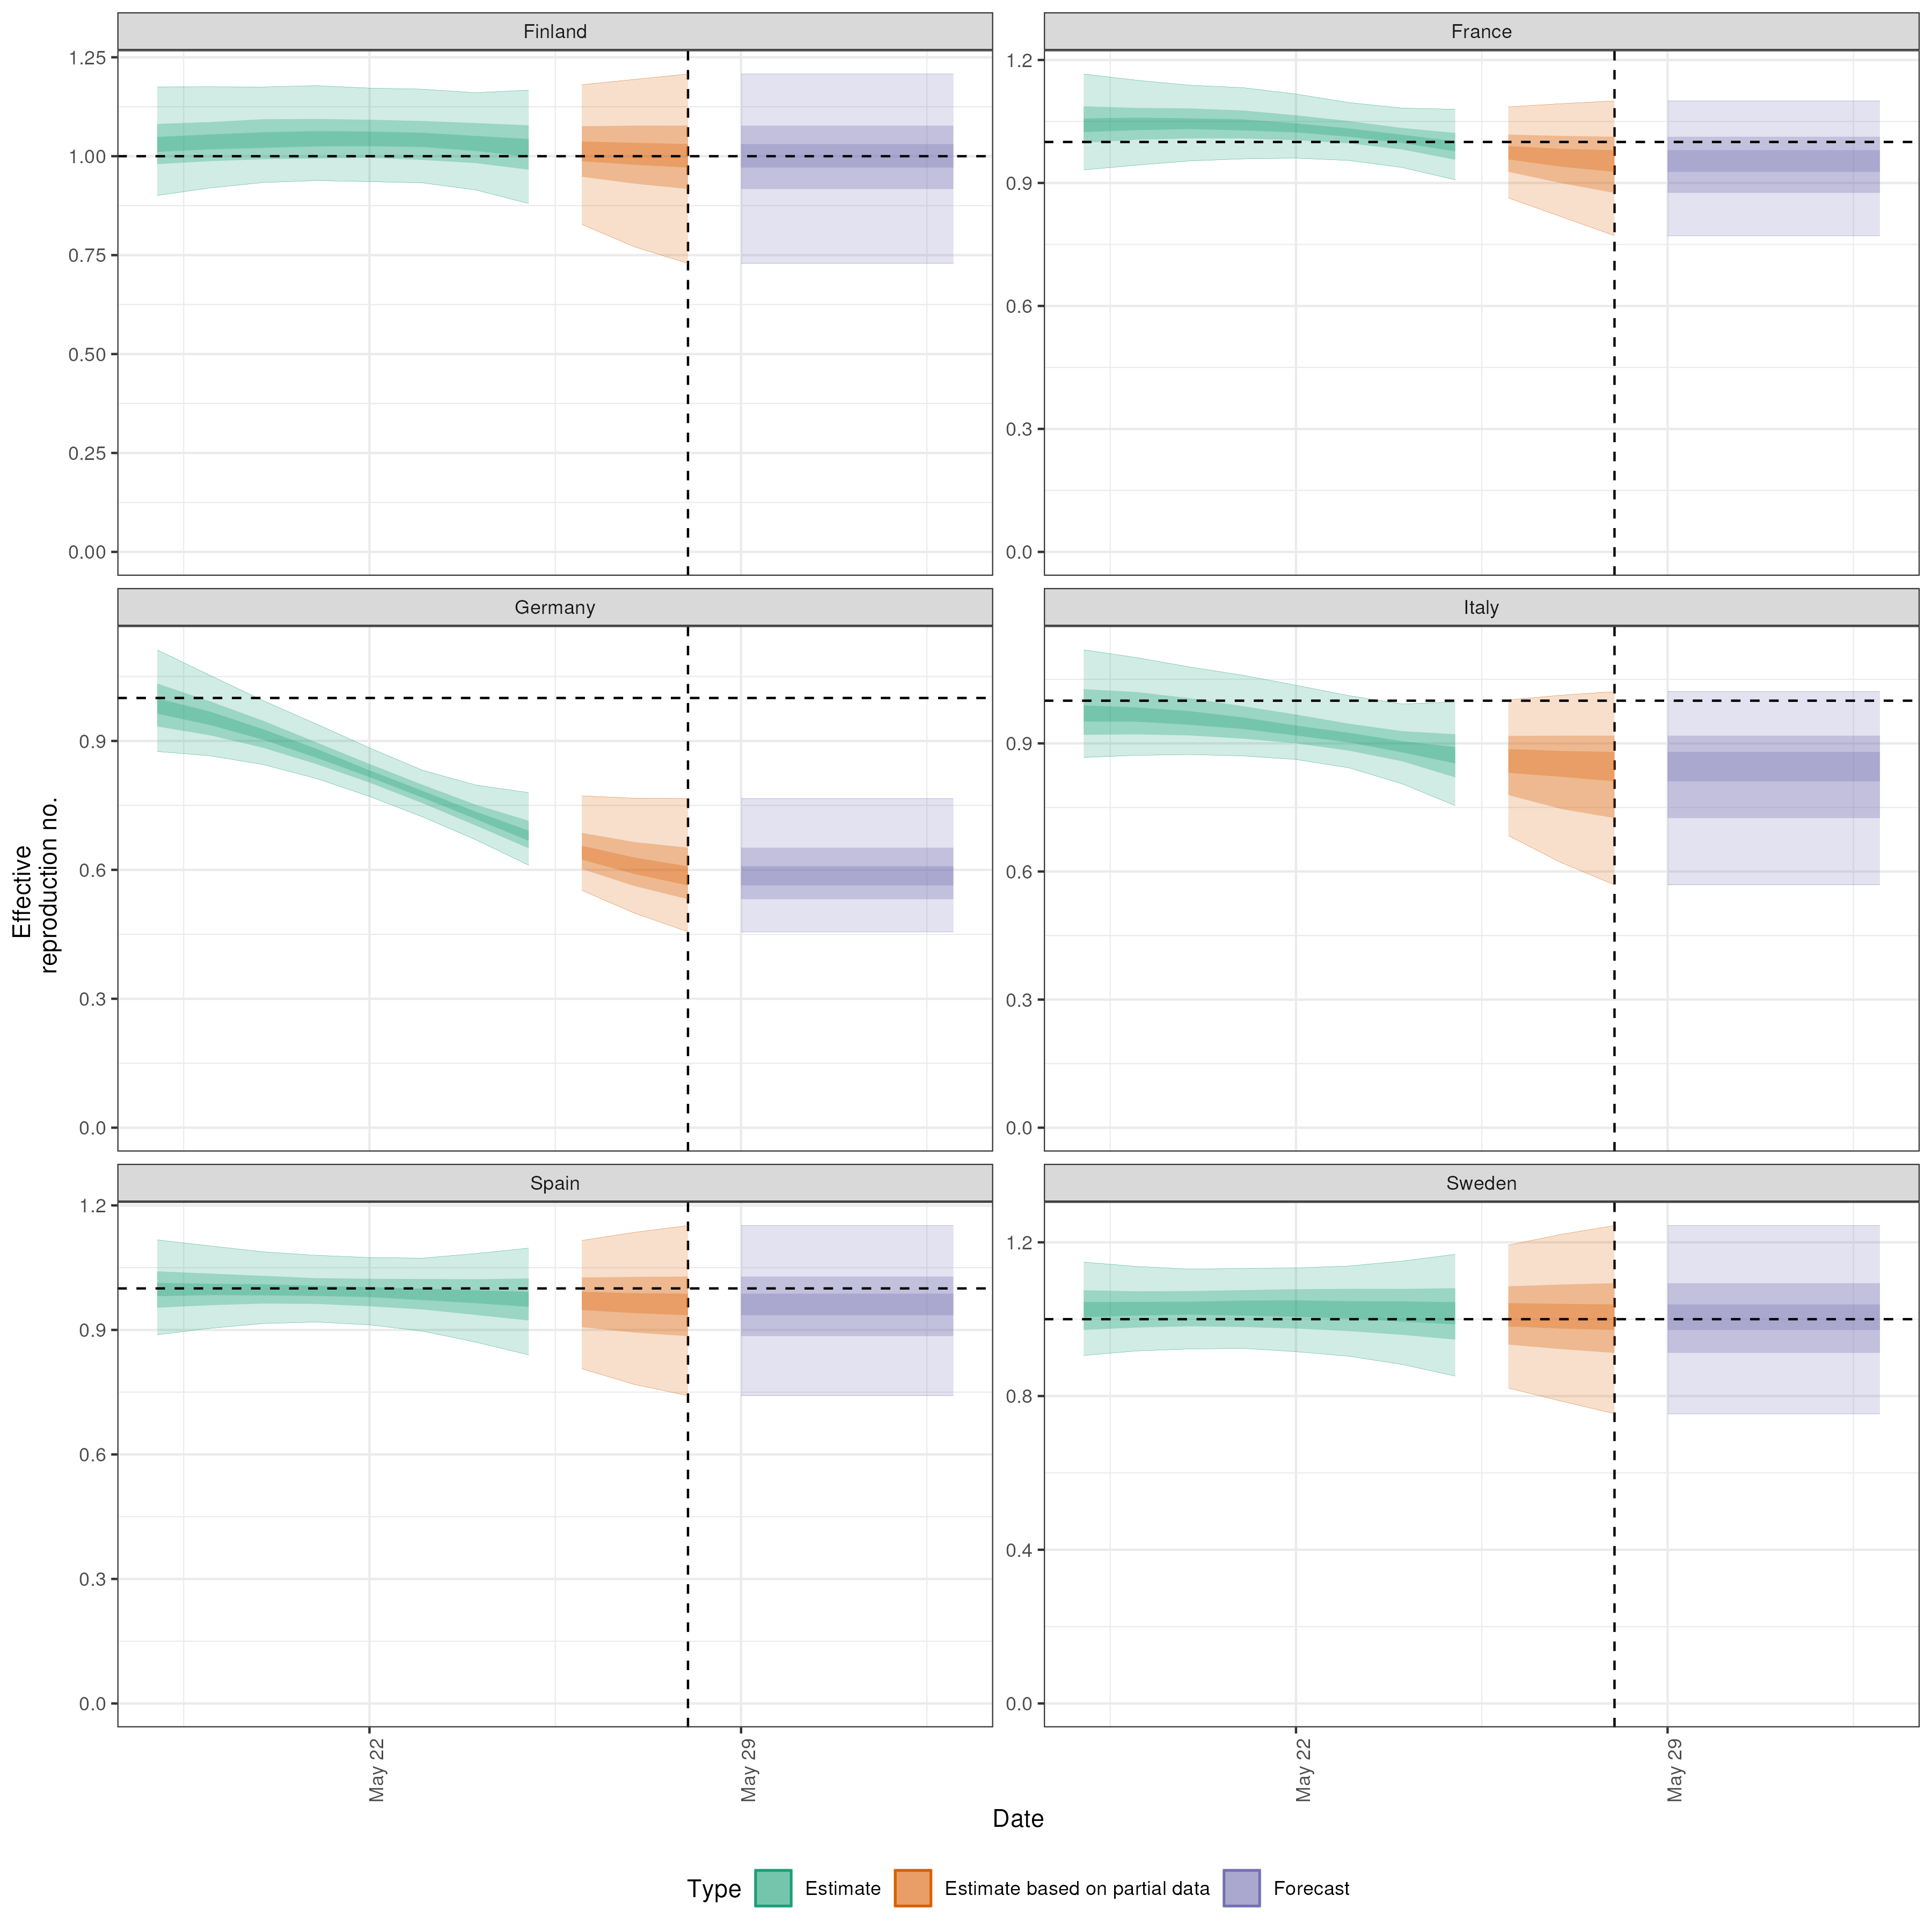 Finland
France
1.25
1.00
0.75
0.50
0.25
0.00
1.2
0.9
0.6
0.3
0.0
Germany
Italy
0.9
0.6
0.3
0.0
0.9
0.6
0.3
0.0
Effective
reproduction no.
Spain
Sweden
1.2
0.9
0.6
0.3
0.0
1.2
0.8
0.4
0.0
May 22
May 29
May 22
May 29
Date
Type Estimate Estimate based on partial data Forecast